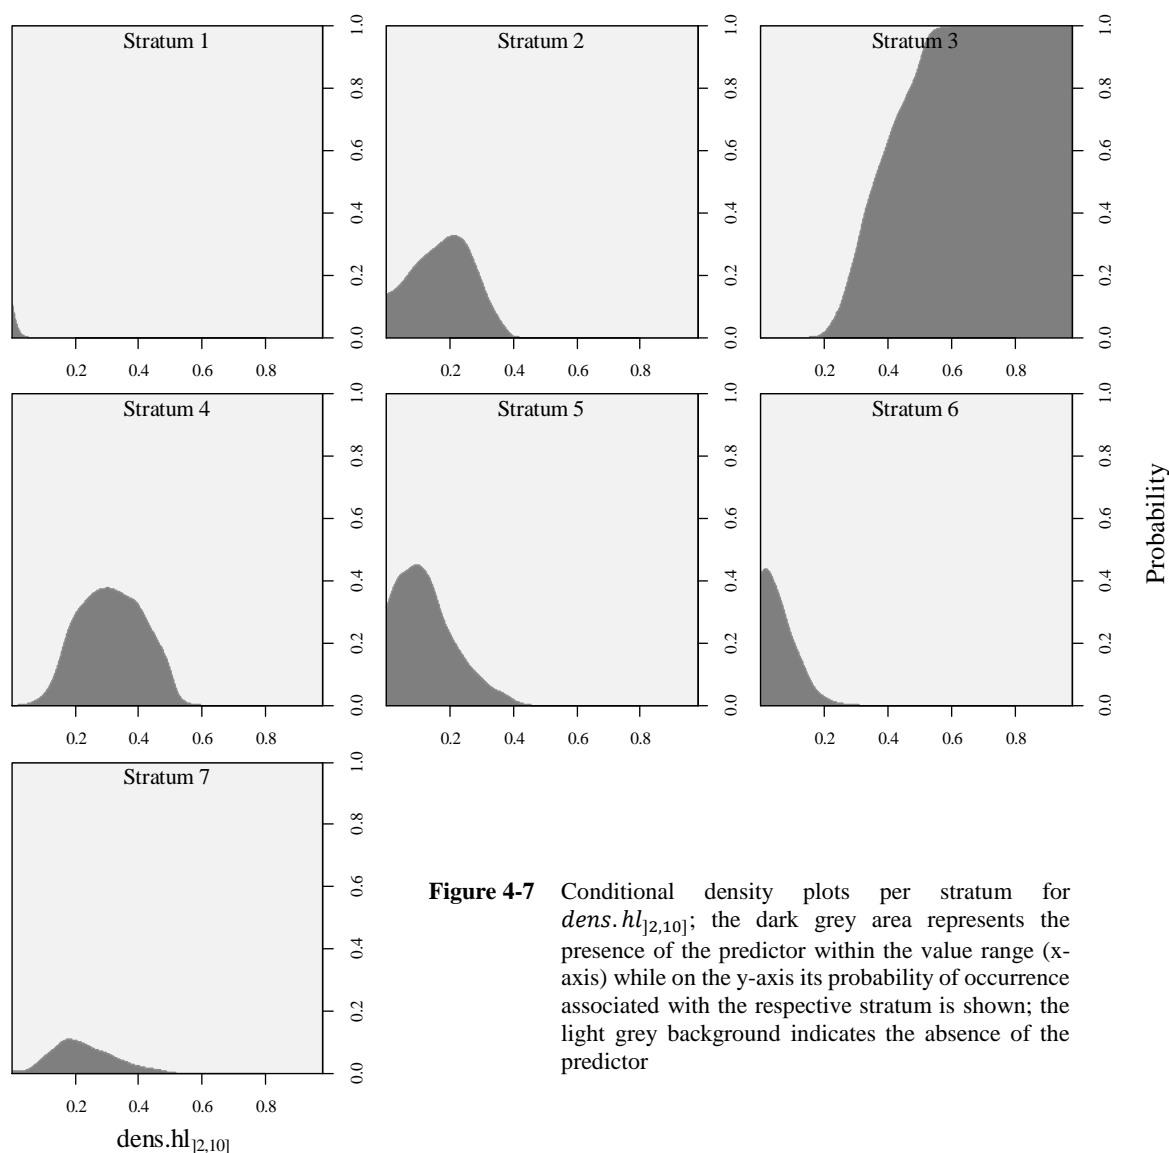 Stratum 1
Stratum 2
Stratum 3
0.0 0.2 0.4 0.6 0.8 1.0
0.0 0.2 0.4 0.6 0.8 1.0
0.0 0.2 0.4 0.6 0.8 1.0
0.2 0.4 0.6 0.8
0.2 0.4 0.6 0.8
0.2 0.4 0.6 0.8
Stratum 4
Stratum 5
Stratum 6
0.0 0.2 0.4 0.6 0.8 1.0
0.0 0.2 0.4 0.6 0.8 1.0
0.0 0.2 0.4 0.6 0.8 1.0
Probability
0.2 0.4 0.6 0.8
0.2 0.4 0.6 0.8
0.2 0.4 0.6 0.8
Stratum 7
0.0 0.2 0.4 0.6 0.8 1.0
0.2 0.4 0.6 0.8
dens.hl]2,10]
Figure 4-7 Conditional density plots per stratum for
dens.hl]2,10]; the dark grey area represents the
presence of the predictor within the value range (x-
axis) while on the y-axis its probability of occurrence
associated with the respective stratum is shown; the
light grey background indicates the absence of the
predictor